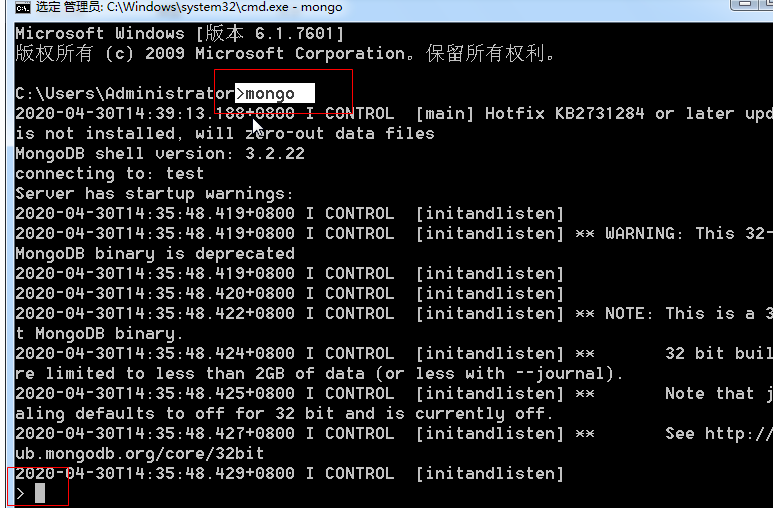 选定 管理员: C:\Windows\system32\cmd.exe - mongo
Microsoft Windows [版本 6.1.7601]
版权所有 (c) 2009 Microsoft Corporation。保留所有权利。
C:\Users\Administrator>mongo
2020-04-30T14:39:13.188+0800 I CONTROL  [main] Hotfix KB2731284 or later upd
is not installed, will zero-out data files
MongoDB shell version: 3.2.22
connecting to: test
Server has startup warnings:
2020-04-30T14:35:48.419+0800 I CONTROL  [initandlisten]
2020-04-30T14:35:48.419+0800 I CONTROL  [initandlisten] ** WARNING: This 32-
MongoDB binary is deprecated
2020-04-30T14:35:48.419+0800 I CONTROL  [initandlisten]
2020-04-30T14:35:48.420+0800 I CONTROL  [initandlisten]
2020-04-30T14:35:48.422+0800 I CONTROL  [initandlisten] ** NOTE: This is a 3
t MongoDB binary.
2020-04-30T14:35:48.424+0800 I CONTROL  [initandlisten] **       32 bit buil
re limited to less than 2GB of data (or less with --journal).
2020-04-30T14:35:48.425+0800 I CONTROL  [initandlisten] **       Note that j
aling defaults to off for 32 bit and is currently off.
2020-04-30T14:35:48.427+0800 I CONTROL  [initandlisten] **       See http://
ub.mongodb.org/core/32bit
2020-04-30T14:35:48.429+0800 I CONTROL  [initandlisten]
>